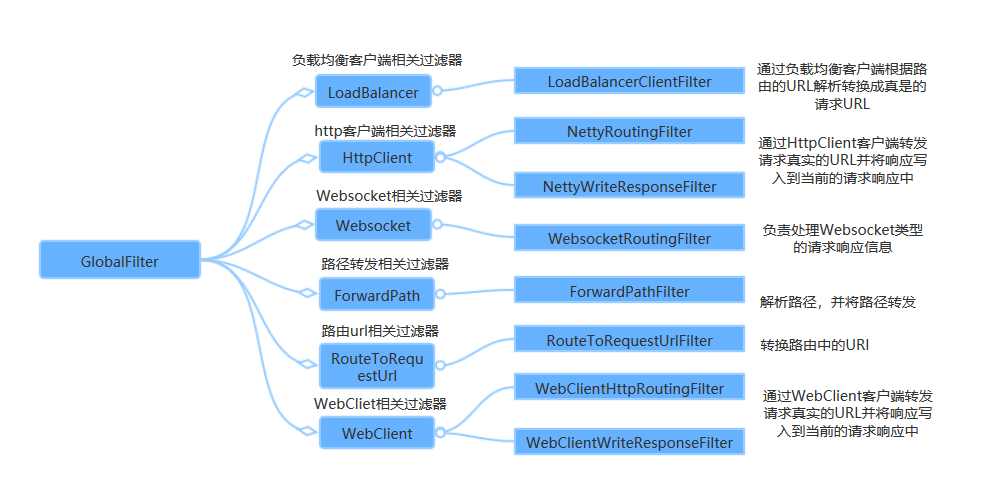 GlobalFilter
负载均衡客户端相关过滤器
LoadBalancer
LoadBalancerClientFilter
通过负载均衡客户端根据路
由的URL解析转换成真是的
请求URL
http客户端相关过滤器
HttpClient
NettyRoutingFilter
NettyWriteResponseFilter
通过HttpClient客户端转发
请求真实的URL并将响应写
入到当前的请求响应中
Websocket相关过滤器
Websocket
WebsocketRoutingFilter
负责处理Websocket类型
的请求响应信息
路径转发相关过滤器
ForwardPath
ForwardPathFilter
解析路径，并将路径转发
路由url相关过滤器
RouteToRequ
estUrl
RouteToRequestUrlFilter
转换路由中的URI
WebCliet相关过滤器
WebClient
WebClientHttpRoutingFilter
WebClientWriteResponseFilter
通过WebClient客户端转发
请求真实的URL并将响应写
入到当前的请求响应中